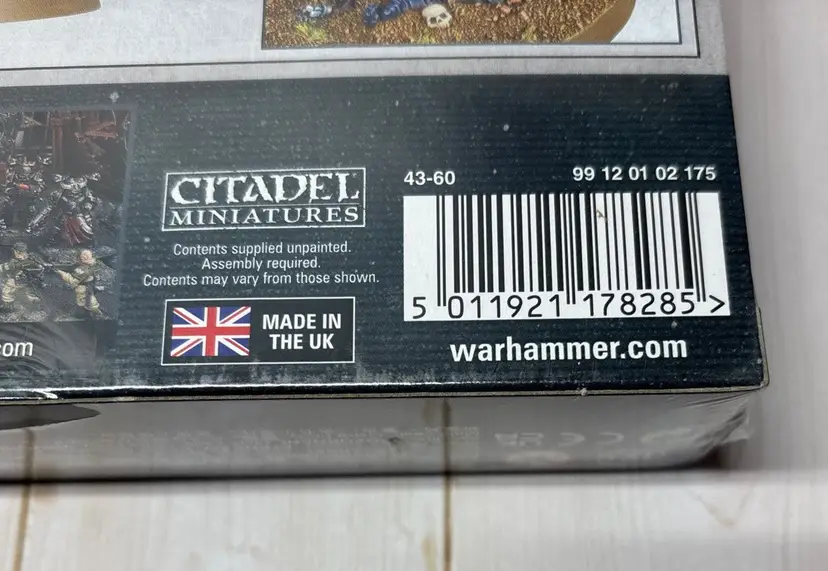 CITADEL
MINIATURES
Contents supplied unpainted.
Assembly required.
Contents may vary from those shown.
MADE IN
THE UK
com
43-60
99 12 01 02 175
5 011921 178285 >
warhammer.com